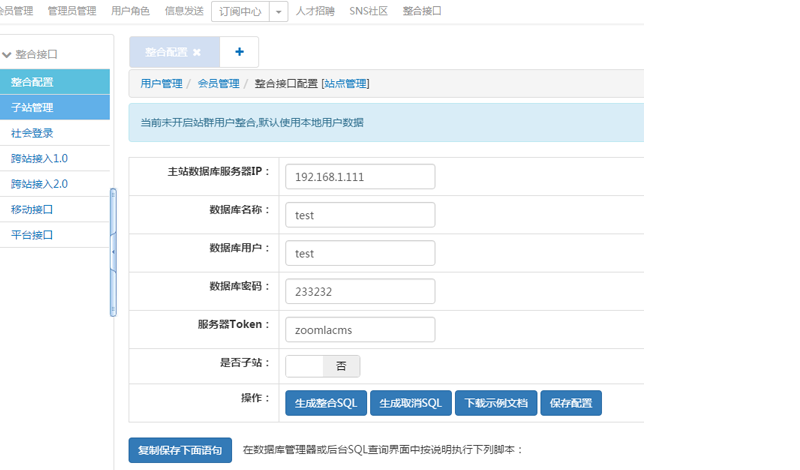 会员管理 管理员管理 用户角色 信息发送 订阅中心 人才招聘 SNS社区 整合接口
整合接口
整合配置
子站管理
社会登录
跨站接入1.0
跨站接入2.0
移动接口
平台接口
整合配置 ✖ +
用户管理 / 会员管理 / 整合接口配置 [站点管理]
当前未开启站群用户整合,默认使用本地用户数据
主站数据库服务器IP： 192.168.1.111
数据库名称： test
数据库用户： test
数据库密码： 233232
服务器Token： zoomlacms
是否子站： 否
操作： 生成整合SQL 生成取消SQL 下载示例文档 保存配置
复制保存下面语句 在数据库管理器或后台SQL查询界面中按说明执行下列脚本：